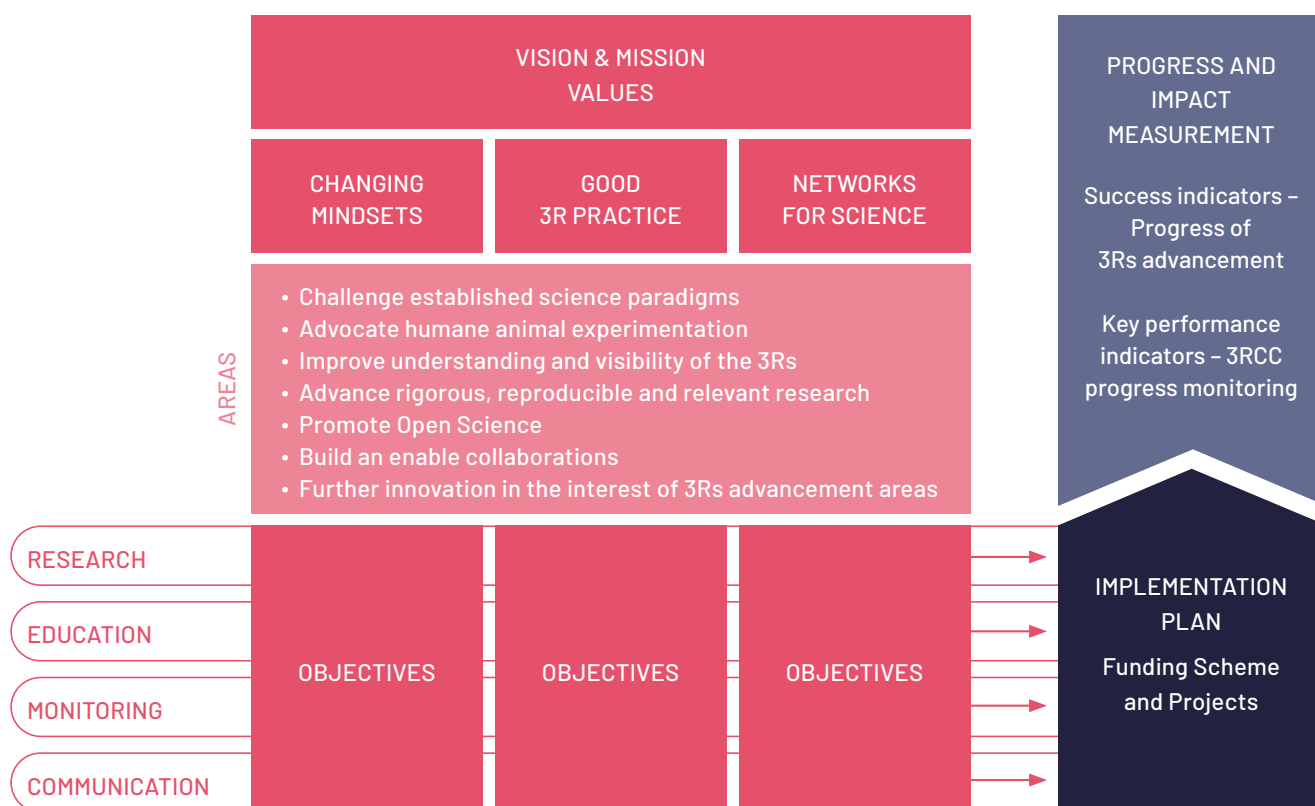 VISION & MISSION
VALUES
CHANGING
MINDSETS
GOOD
3R PRACTICE
NETWORKS
FOR SCIENCE
AREAS
• Challenge established science paradigms
• Advocate humane animal experimentation
• Improve understanding and visibility of the 3Rs
• Advance rigorous, reproducible and relevant research
• Promote Open Science
• Build an enable collaborations
• Further innovation in the interest of 3Rs advancement areas
RESEARCH
EDUCATION
MONITORING
COMMUNICATION
OBJECTIVES
OBJECTIVES
OBJECTIVES
PROGRESS AND
IMPACT
MEASUREMENT
Success indicators –
Progress of
3Rs advancement
Key performance
indicators – 3RCC
progress monitoring
IMPLEMENTATION
PLAN
Funding Scheme
and Projects